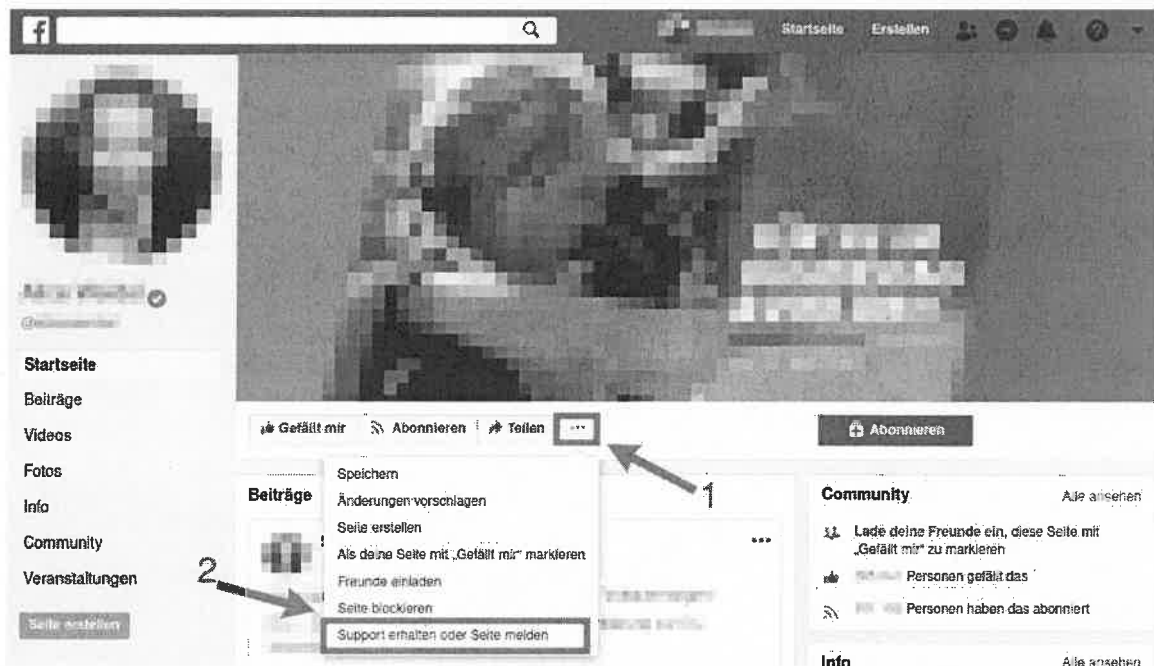 f
Startseite Erstellen
Startseite
Beiträge
Videos
Fotos
Info
Community
Veranstaltungen
Seite erstellen
Gefällt mir Abonnieren Teilen ...
Abonnieren
1
2
Speichern
Änderungen vorschlagen
Seite erstellen
Als deine Seite mit „Gefällt mir" markieren
Freunde einladen
Seite blockieren
Support erhalten oder Seite melden
Beiträge
Community Alle ansehen
Lade deine Freunde ein, diese Seite mit
„Gefällt mir" zu markieren
Personen gefällt das
Personen haben das abonniert
Info Alle ansehen